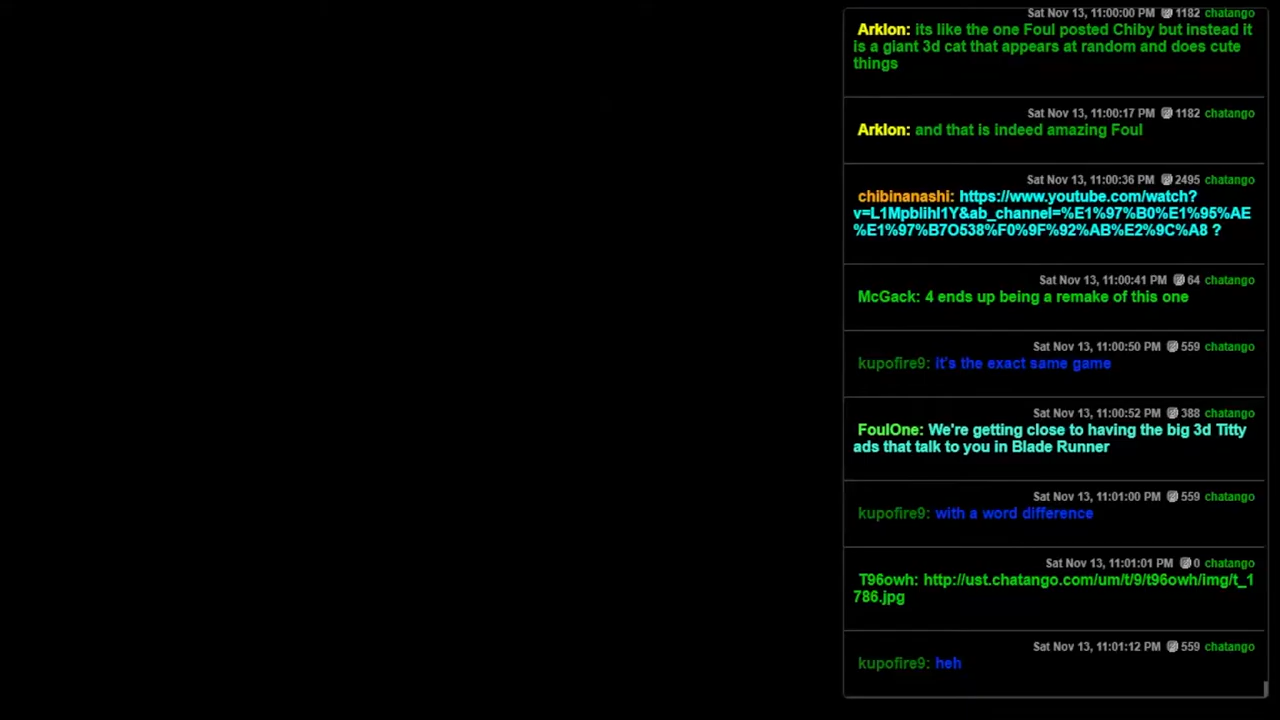 Sat Nov 13, 11:00:00 PM 1182 chatango
Arklon: its like the one Foul posted Chiby but instead it
is a giant 3d cat that appears at random and does cute
things
Sat Nov 13, 11:00:17 PM 1182 chatango
Arklon: and that is indeed amazing Foul
Sat Nov 13, 11:00:36 PM 2495 chatango
chibinanashi: https://www.youtube.com/watch?
v=L1MpblihI1Y&ab_channel=%E1%97%B0%E1%95%AE
%E1%97%B7O538%F0%9F%92%AB%E2%9C%A8 ?
Sat Nov 13, 11:00:41 PM 64 chatango
McGack: 4 ends up being a remake of this one
Sat Nov 13, 11:00:50 PM 559 chatango
kupofire9: it's the exact same game
Sat Nov 13, 11:00:52 PM 388 chatango
FoulOne: We're getting close to having the big 3d Titty
ads that talk to you in Blade Runner
Sat Nov 13, 11:01:00 PM 559 chatango
kupofire9: with a word difference
Sat Nov 13, 11:01:01 PM 0 chatango
T96owh: http://ust.chatango.com/um/t/9/t96owh/img/t_1
786.jpg
Sat Nov 13, 11:01:12 PM 559 chatango
kupofire9: heh